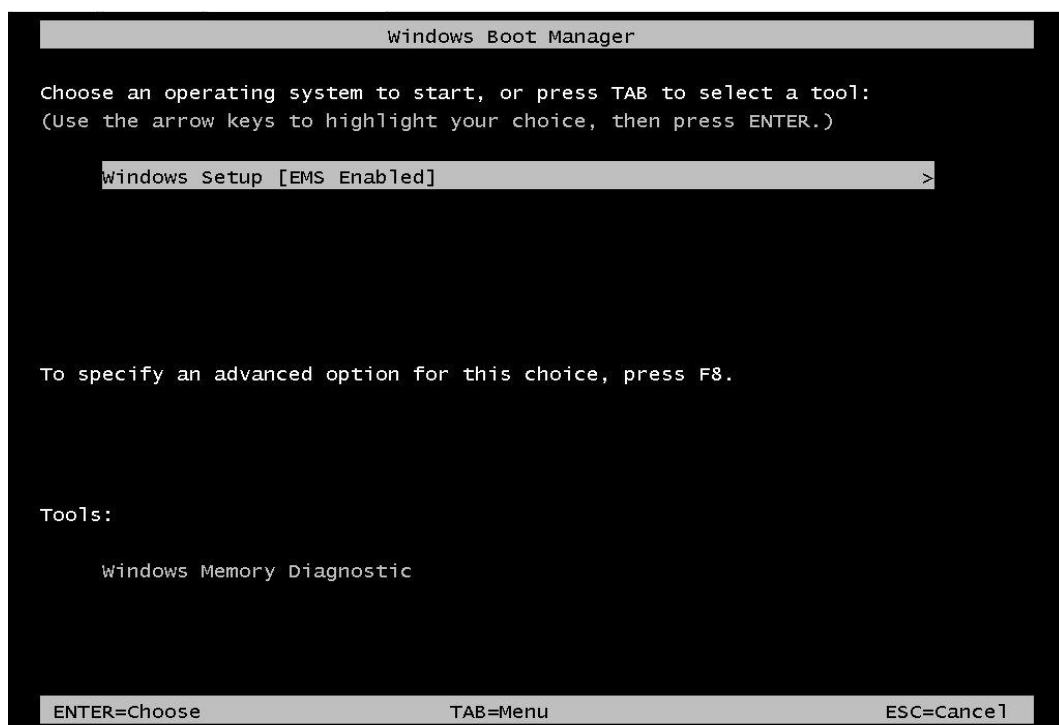 Windows Boot Manager
Choose an operating system to start, or press TAB to select a tool:
(Use the arrow keys to highlight your choice, then press ENTER.)
Windows Setup [EMS Enabled] >
To specify an advanced option for this choice, press F8.
Tools:
Windows Memory Diagnostic
ENTER=Choose TAB=Menu ESC=Cancel